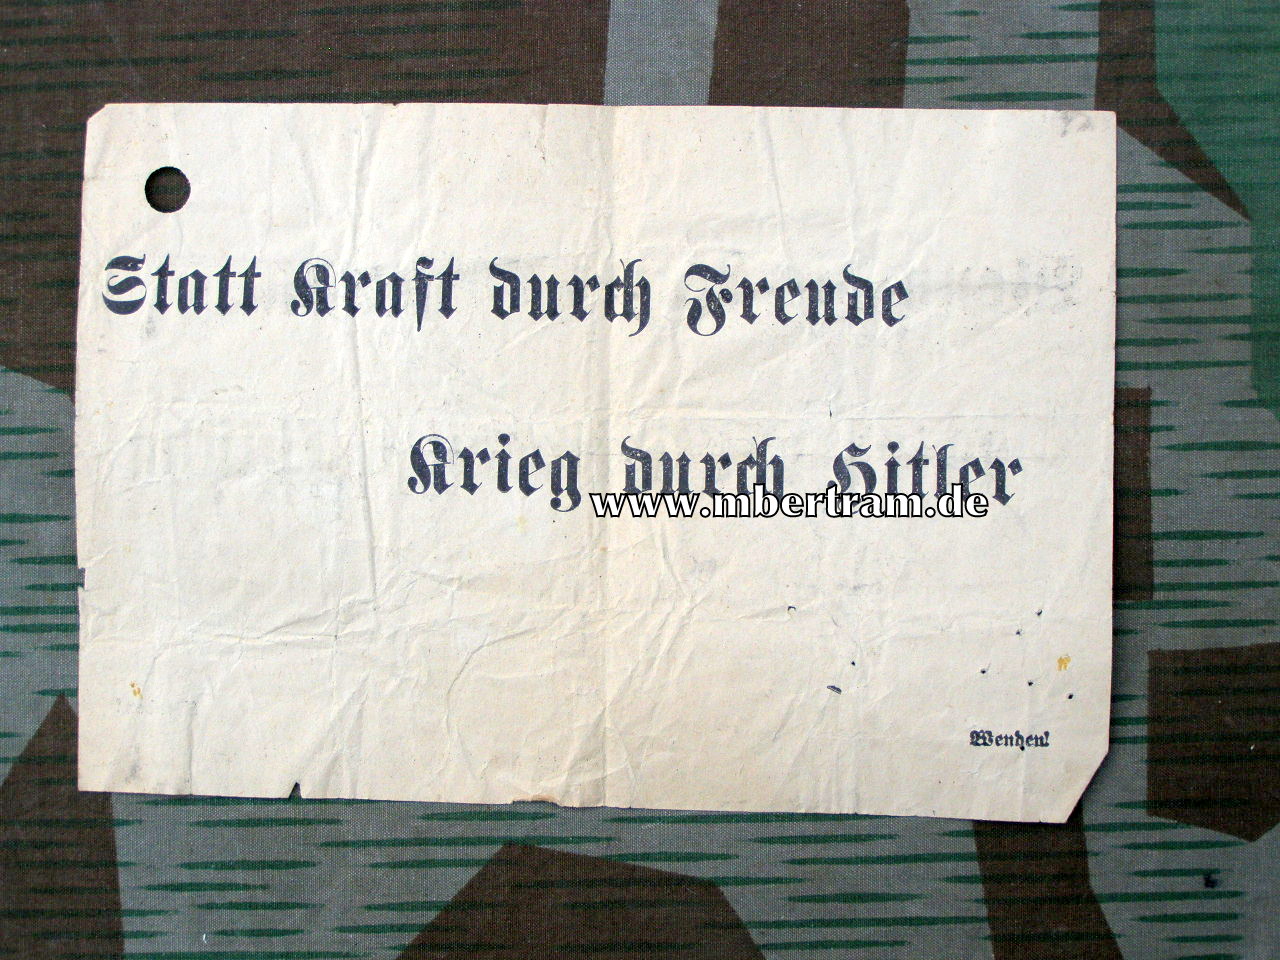 Statt Kraft durch Freude
Krieg durch Hitler
www.mbertram.de
Wenden!